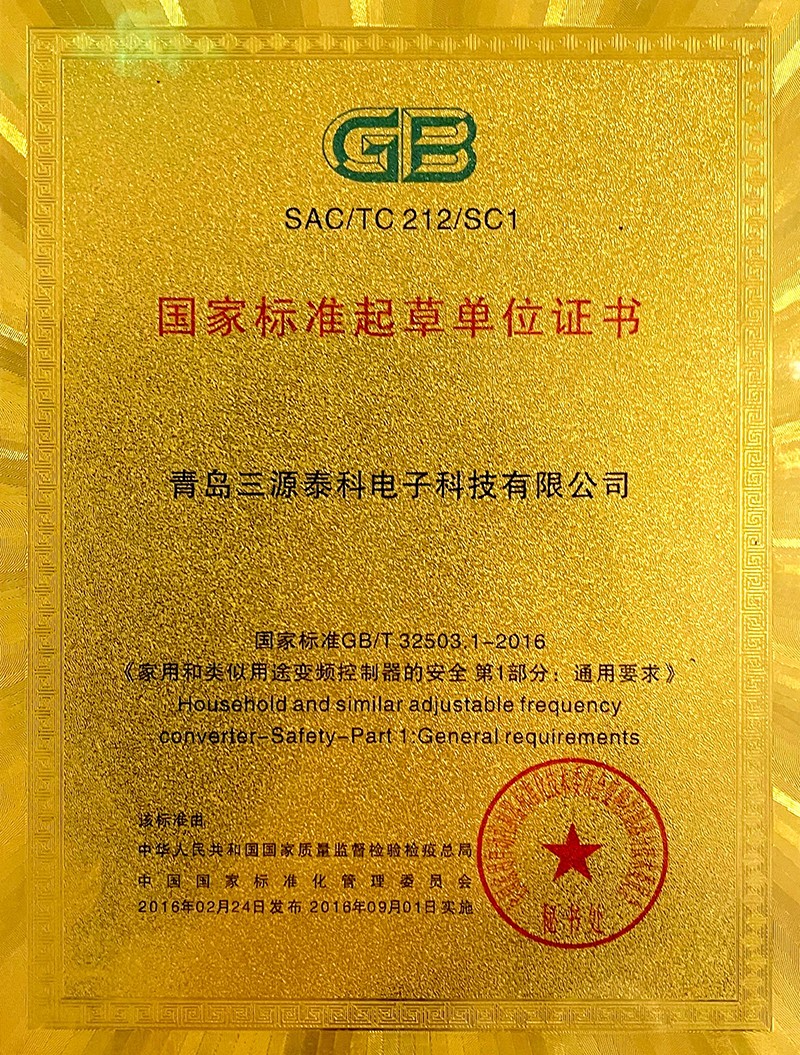 GB
SAC/TC 212/SC1
国家标准起草单位证书
青岛三源泰科电子科技有限公司
国家标准GB/T 32503.1-2016
《家用和类似用途变频控制器的安全 第1部分：通用要求》
Household and similar adjustable frequency
converter-Safety-Part 1:General requirements
该标准由
中华人民共和国国家质量监督检验检疫总局
中国国家标准化管理委员会
2016年02月24日发布 2016年09月01日实施
秘书处